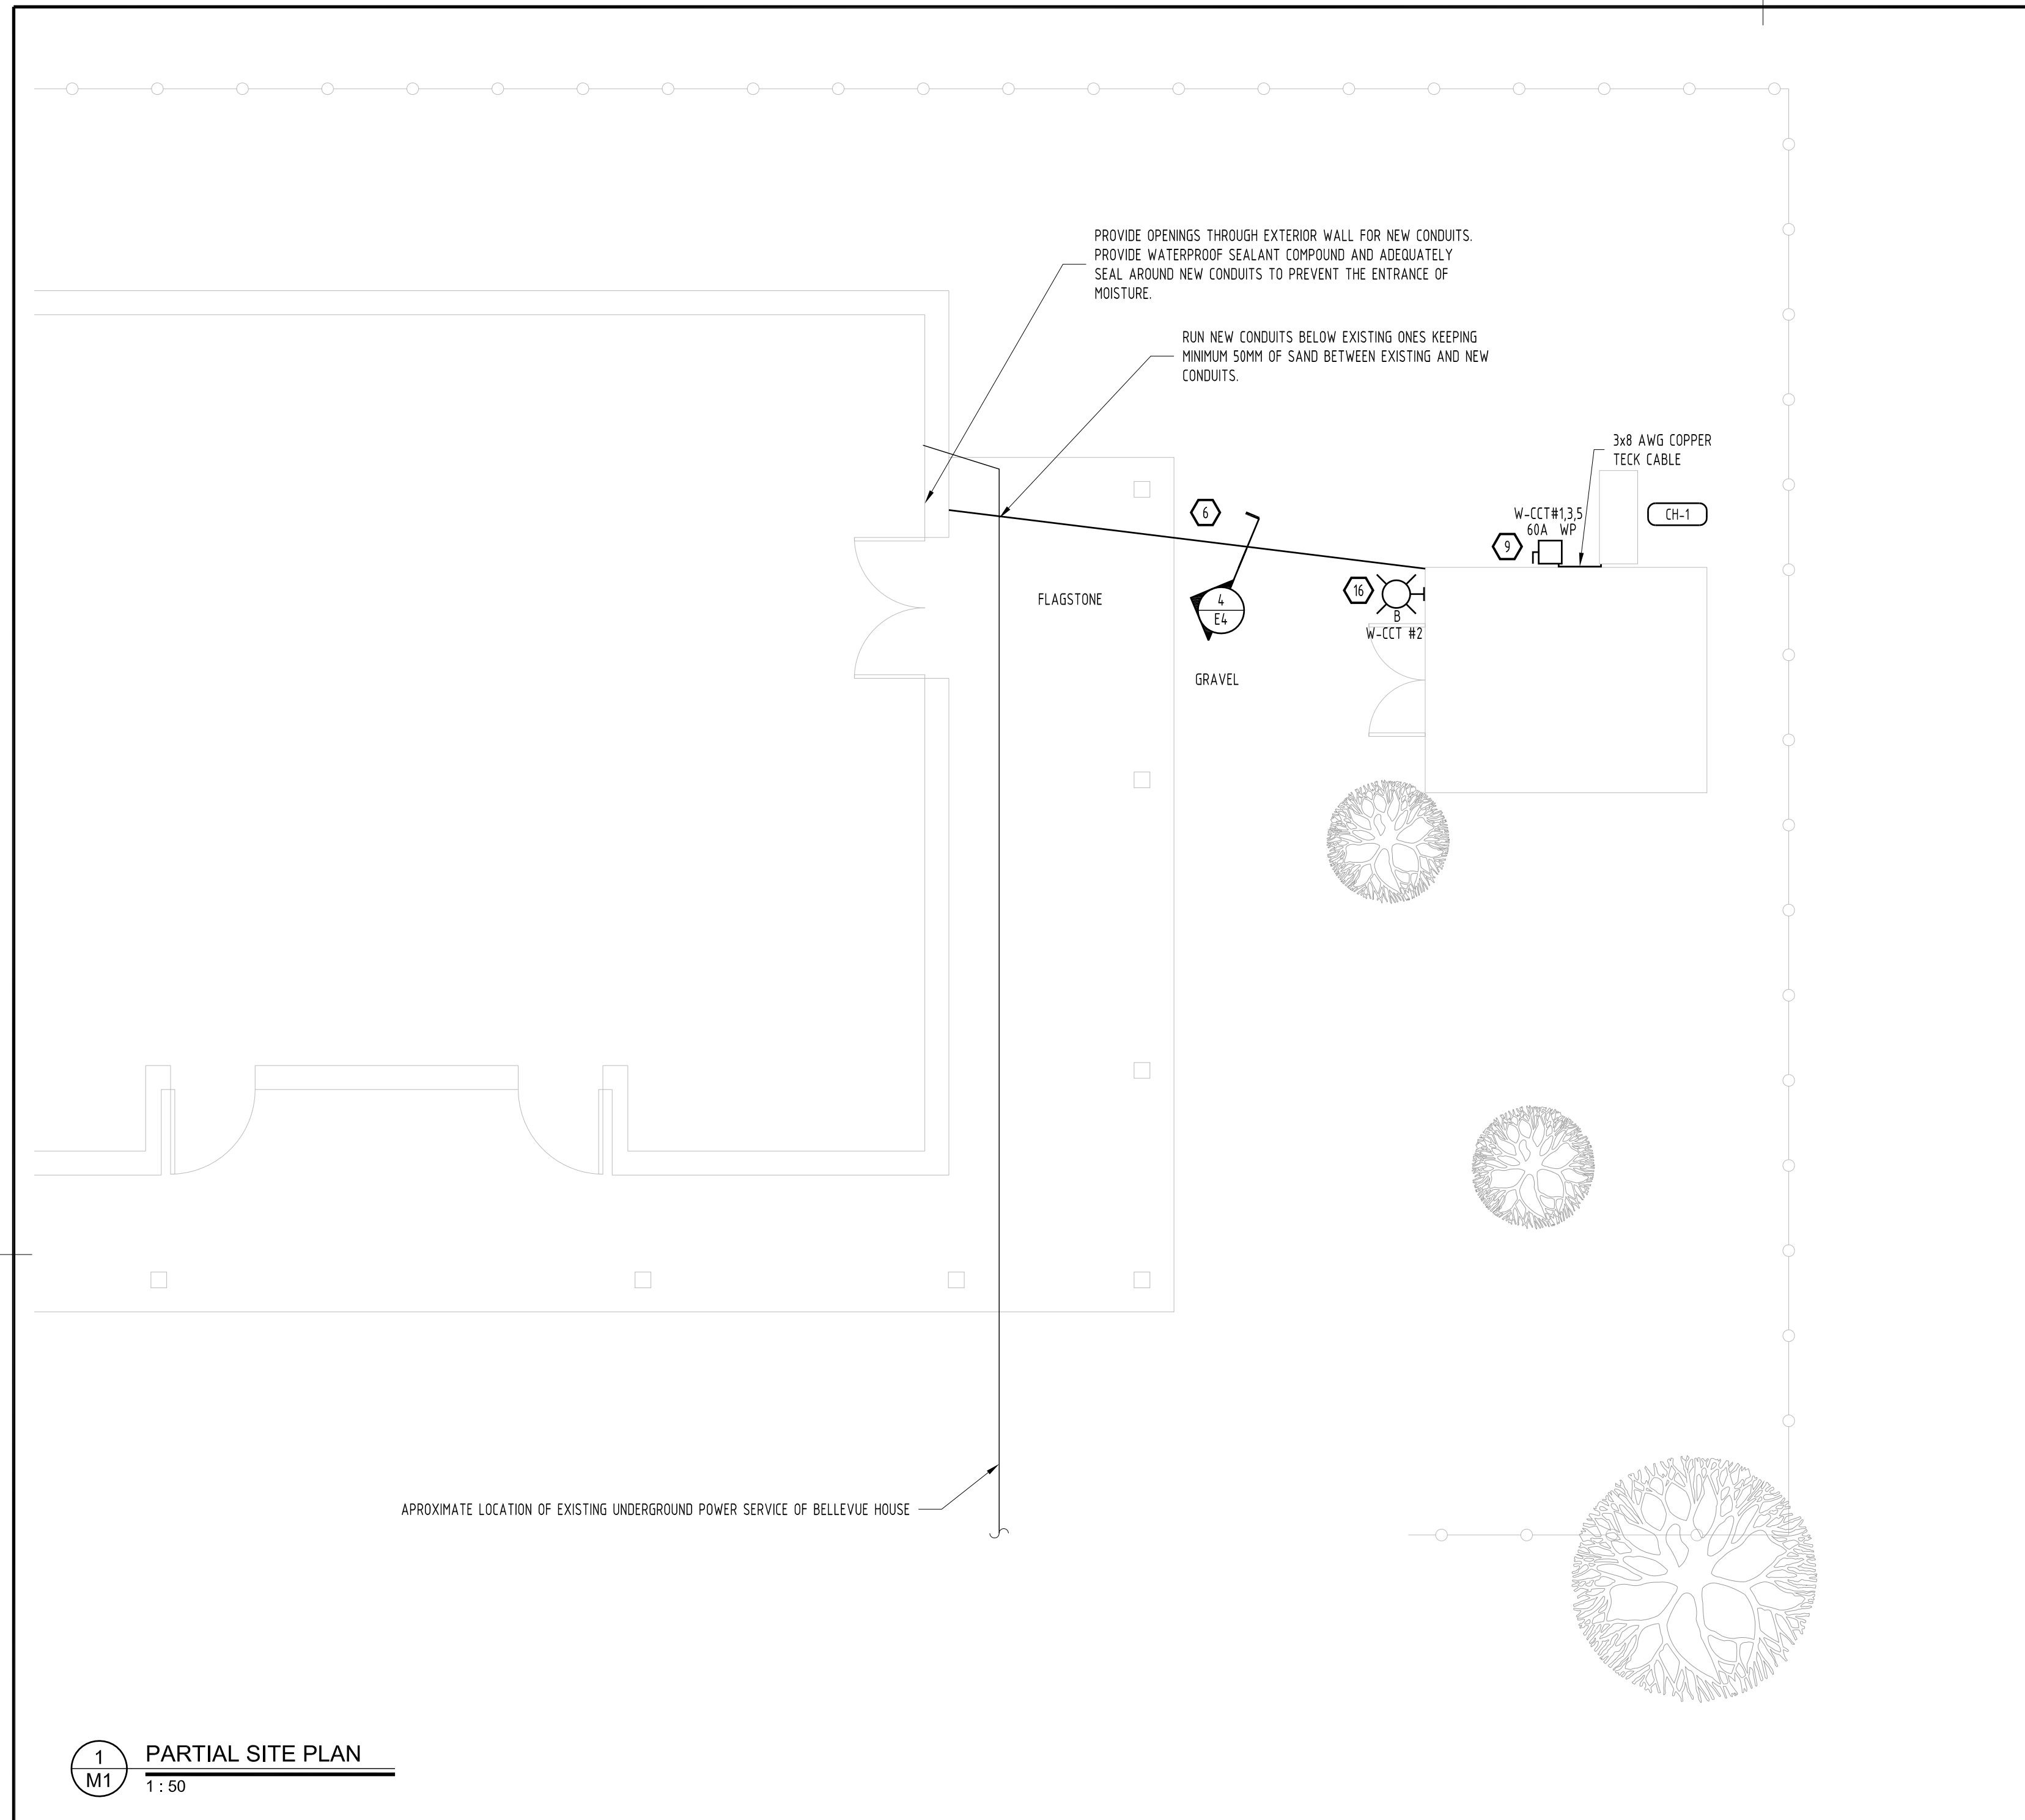 PROVIDE OPENINGS THROUGH EXTERIOR WALL FOR NEW CONDUITS.
PROVIDE WATERPROOF SEALANT COMPOUND AND ADEQUATELY
SEAL AROUND NEW CONDUITS TO PREVENT THE ENTRANCE OF
MOISTURE.
RUN NEW CONDUITS BELOW EXISTING ONES KEEPING
MINIMUM 50MM OF SAND BETWEEN EXISTING AND NEW
CONDUITS.
3x8 AWG COPPER
TECK CABLE
6
W-CCT#1,3,5
60A WP
CH-1
9
16
FLAGSTONE
4
E4
B
W-CCT #2
GRAVEL
APROXIMATE LOCATION OF EXISTING UNDERGROUND POWER SERVICE OF BELLEVUE HOUSE
1
M1
PARTIAL SITE PLAN
1 : 50